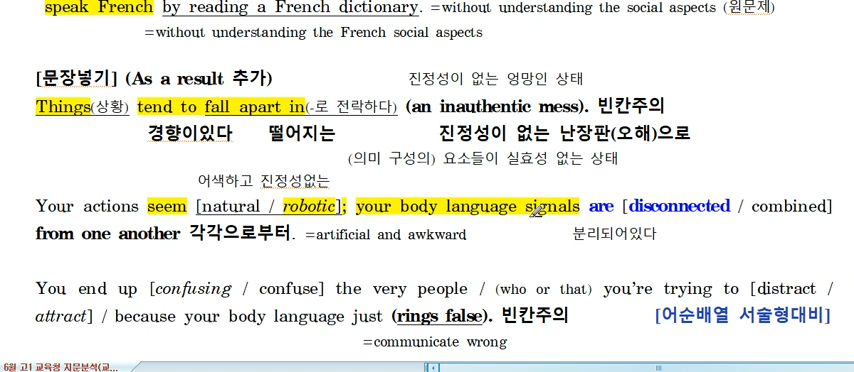 speak French by reading a French dictionary. =without understanding the social aspects (원문제)
=without understanding the French social aspects
[문장넣기] (As a result 추가) 진정성이 없는 엉망인 상태
Things(상황) tend to fall apart in(-로 전락하다) (an inauthentic mess). 빈칸주의
경향이있다 떨어지는 진정성이 없는 난장판(오해)으로
(의미 구성의) 요소들이 실효성 없는 상태
어색하고 진정성없는
Your actions seem [natural / robotic]; your body language signals are [disconnected / combined]
from one another 각각으로부터. =artificial and awkward 분리되어있다
You end up [confusing / confuse] the very people / (who or that) you're trying to [distract /
attract] / because your body language just (rings false). 빈칸주의 [어순배열 서술형대비]
=communicate wrong
6월 고1 교육청 지문분석(교...